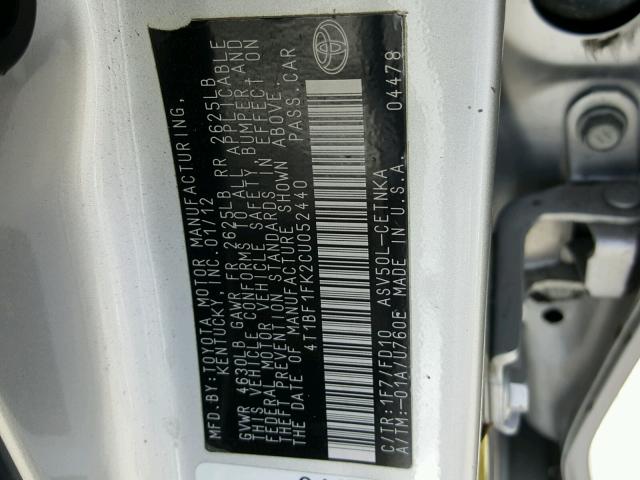 MFD.BY:TOYOTA MOTOR MANUFACTURING,
KENTUCKY, INC. 07/12
GVWR 4630LB GAWR FR 2625LB RR 2625LB
THIS VEHICLE CONFORMS TO ALL APPLICABLE
FEDERAL MOTOR VEHICLE SAFETY BUMPER AND
THEFT PREVENTION STANDARDS IN EFFECT ON
THE DATE OF MANUFACTURE SHOWN ABOVE.
4T1BF1FK2CU052440 PASS.CAR
C/TR:1F7/FD10 ASV50L-CETNKA
A/TM:-01A/U760E MADE IN U.S.A. 04478